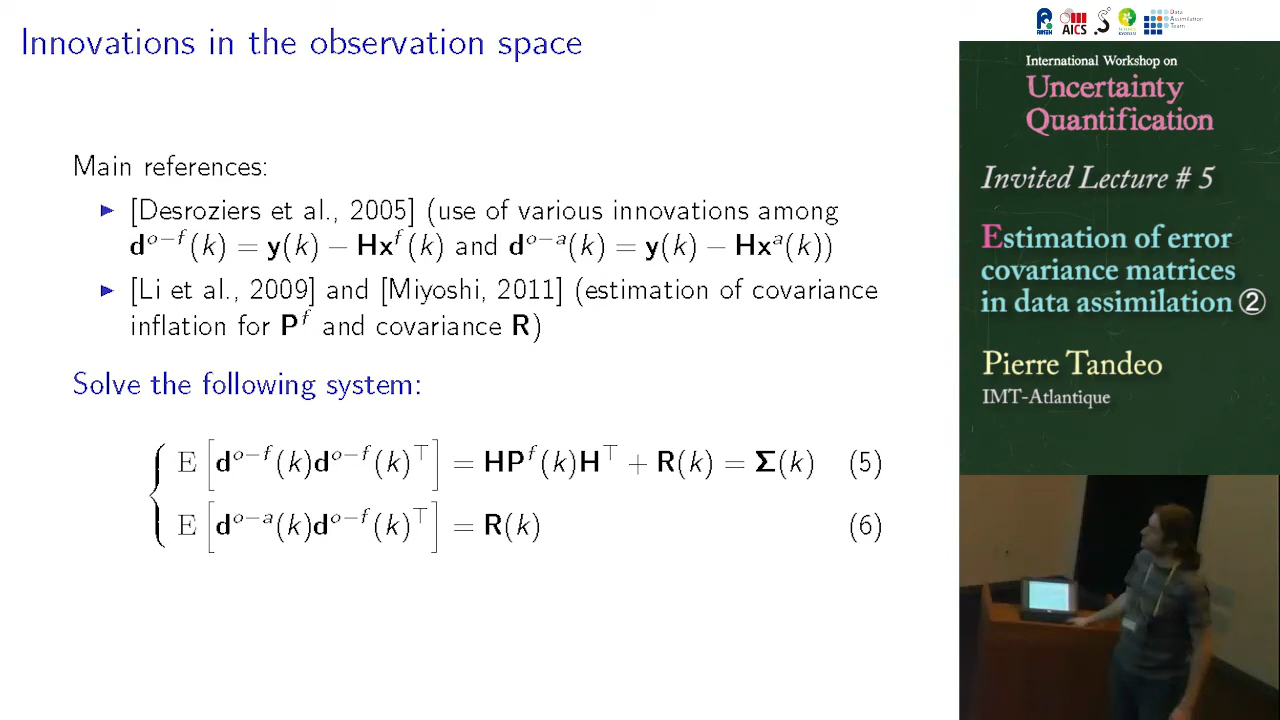 Innovations in the observation space
Main references:
▶ [Desroziers et al., 2005] (use of various innovations among
d^{o−f}(k) = y(k) − Hx^f(k) and d^{o−a}(k) = y(k) − Hx^a(k))
▶ [Li et al., 2009] and [Miyoshi, 2011] (estimation of covariance
inflation for P^f and covariance R)
Solve the following system:
E[d^{o−f}(k)d^{o−f}(k)^⊤] = HP^f(k)H^⊤ + R(k) = Σ(k) (5)
E[d^{o−a}(k)d^{o−f}(k)^⊤] = R(k) (6)
AICS
Data
Assimilation
Team
International Workshop on
Uncertainty
Quantification
Invited Lecture # 5
Estimation of error
covariance matrices
in data assimilation ②
Pierre Tandeo
IMT-Atlantique